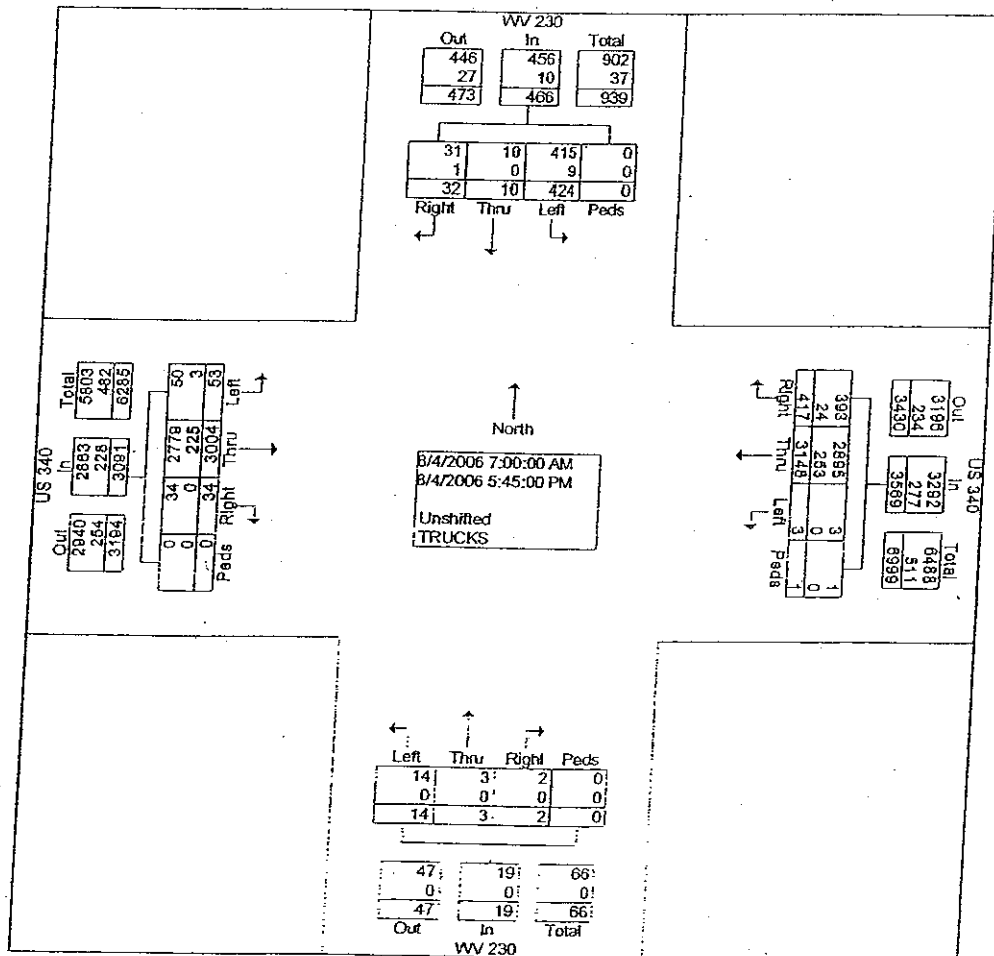 WV 230
Out In Total
446 456 902
27 10 37
473 466 939
31 10 415 0
1 0 9 0
32 10 424 0
Right Thru Left Peds
US 340
Total In Out
5803 2863 2940
482 228 254
6285 3091 3194
50 2779 34 0
3 225 0 0
53 3004 34 0
Left Thru Right Peds
North
8/4/2006 7:00:00 AM
8/4/2006 5:45:00 PM
Unshifted
TRUCKS
US 340
Out In Total
3196 3292 6488
234 277 511
3430 3569 6999
393 2895 3 1
24 253 0 0
417 3148 3 1
Right Thru Left Peds
Left Thru Right Peds
14 3 2 0
0 0 0 0
14 3 2 0
47 19 66
0 0 0
47 19 66
Out In Total
WV 230